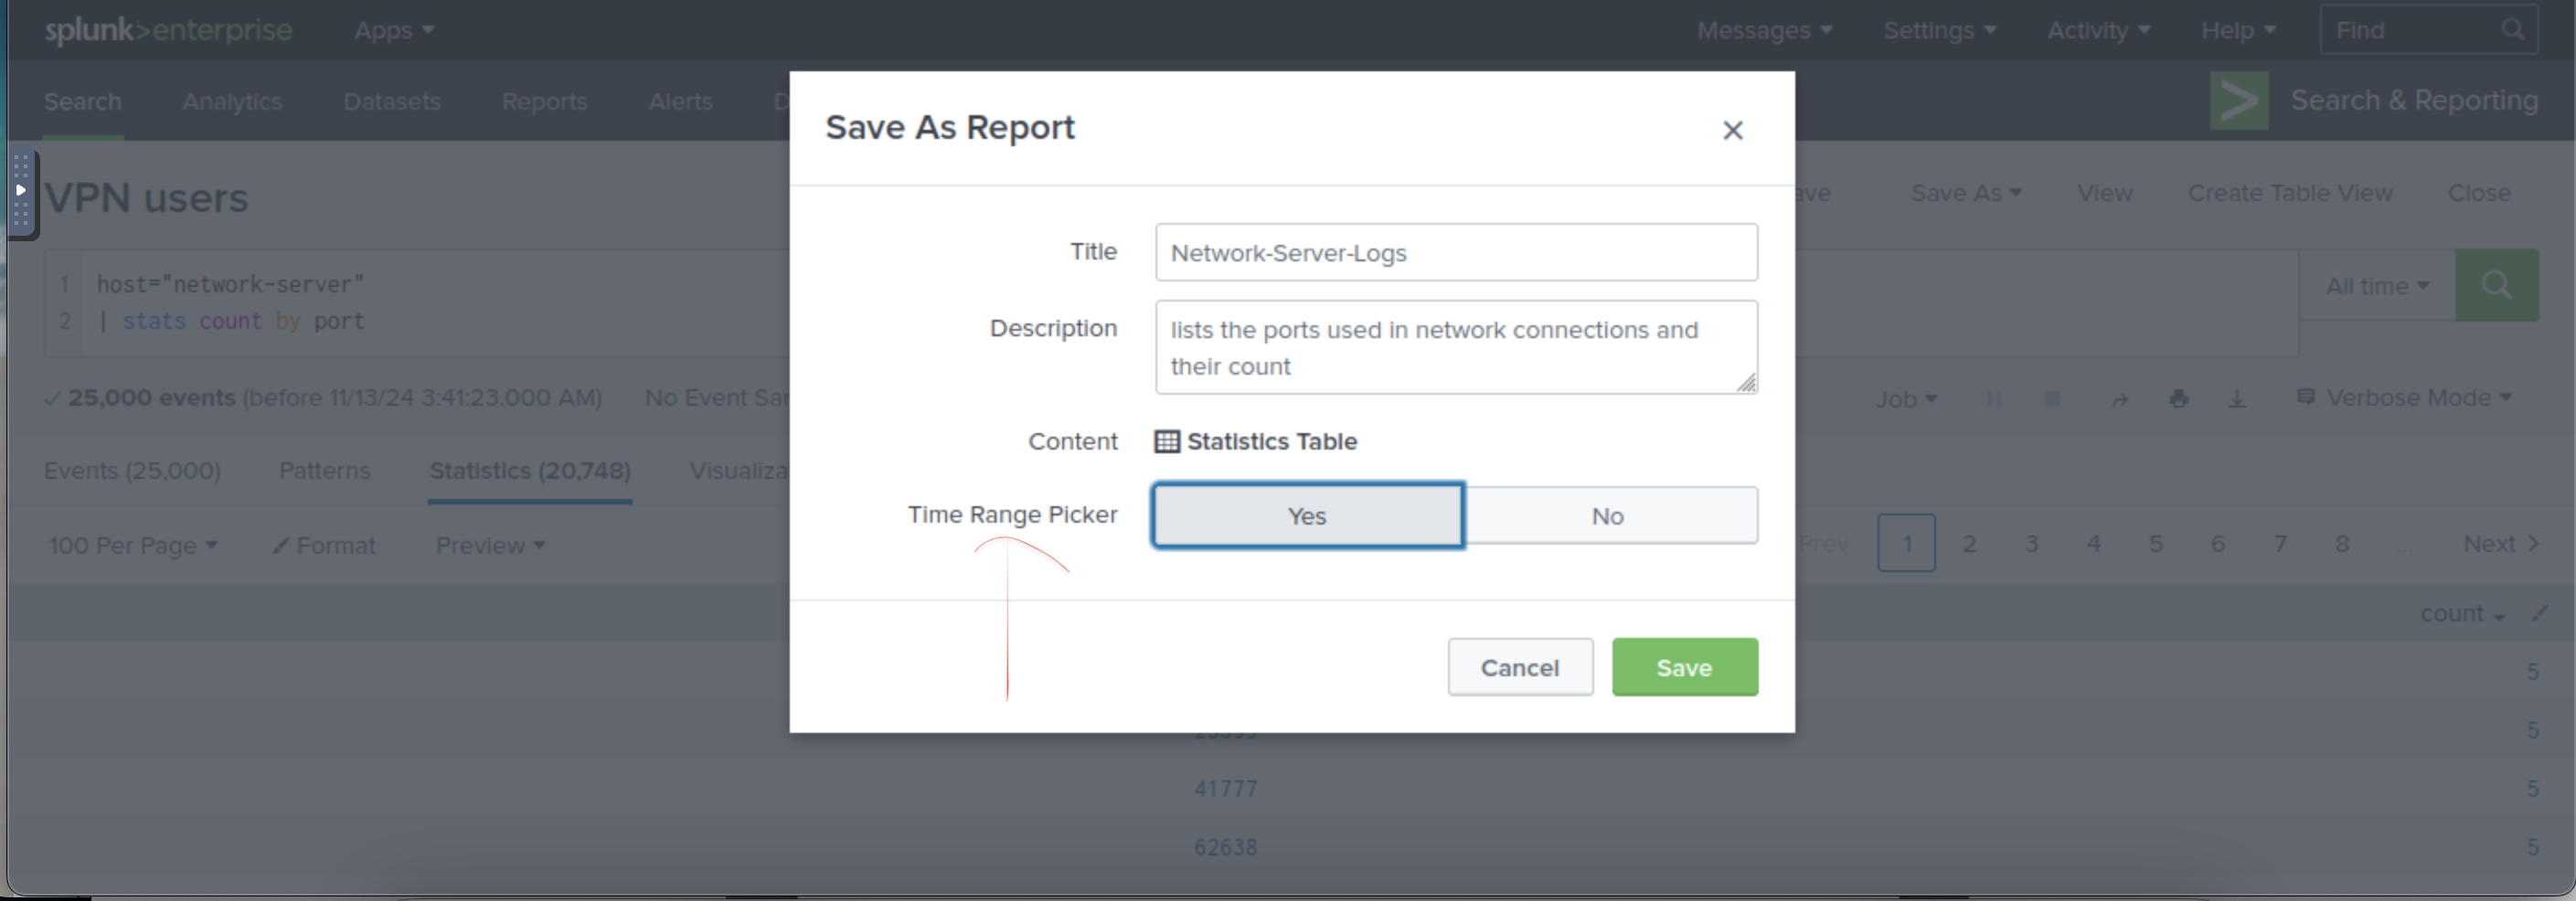 splunk>enterprise Apps Messages Settings Activity Help Find
Search Analytics Datasets Reports Alerts D Search & Reporting
Save As Report
VPN users
ave Save As View Create Table View Close
Title Network-Server-Logs
1 host="network-server"
2 | stats count by port
All time
Description lists the ports used in network connections and
their count
25,000 events (before 11/13/24 3:41:23.000 AM) No Event Sar
Job Verbose Mode
Content Statistics Table
Events (25,000) Patterns Statistics (20,748) Visualiza
Time Range Picker Yes No
100 Per Page Format Preview
Prev 1 2 3 4 5 6 7 8 ... Next
count
Cancel Save
5
5
41777 5
62638 5